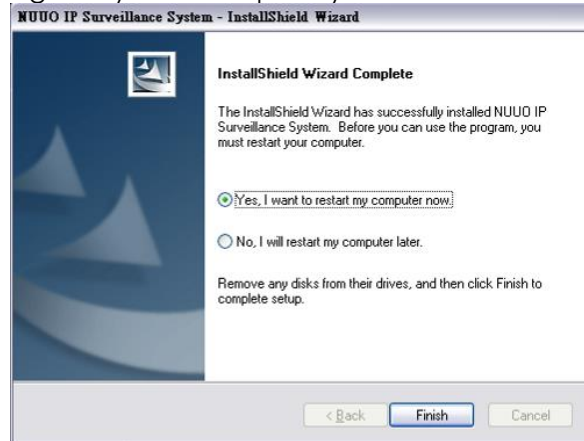 NUUO IP Surveillance System - InstallShield Wizard
InstallShield Wizard Complete
The InstallShield Wizard has successfully installed NUUO IP
Surveillance System. Before you can use the program, you
must restart your computer.
Yes, I want to restart my computer now.
No, I will restart my computer later.
Remove any disks from their drives, and then click Finish to
complete setup.
< Back Finish Cancel